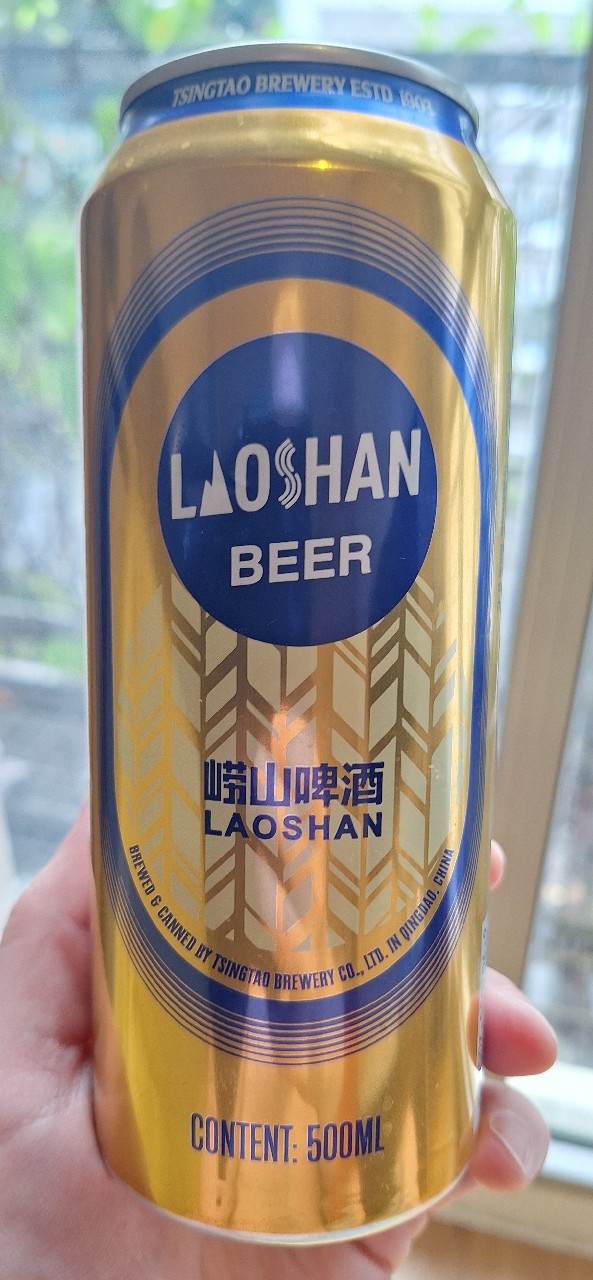 TSINGTAO BREWERY ESTD 1903
LAOSHAN
BEER
崂山啤酒
LAOSHAN
BREWED & CANNED BY TSINGTAO BREWERY CO., LTD. IN QINGDAO, CHINA
CONTENT: 500ML